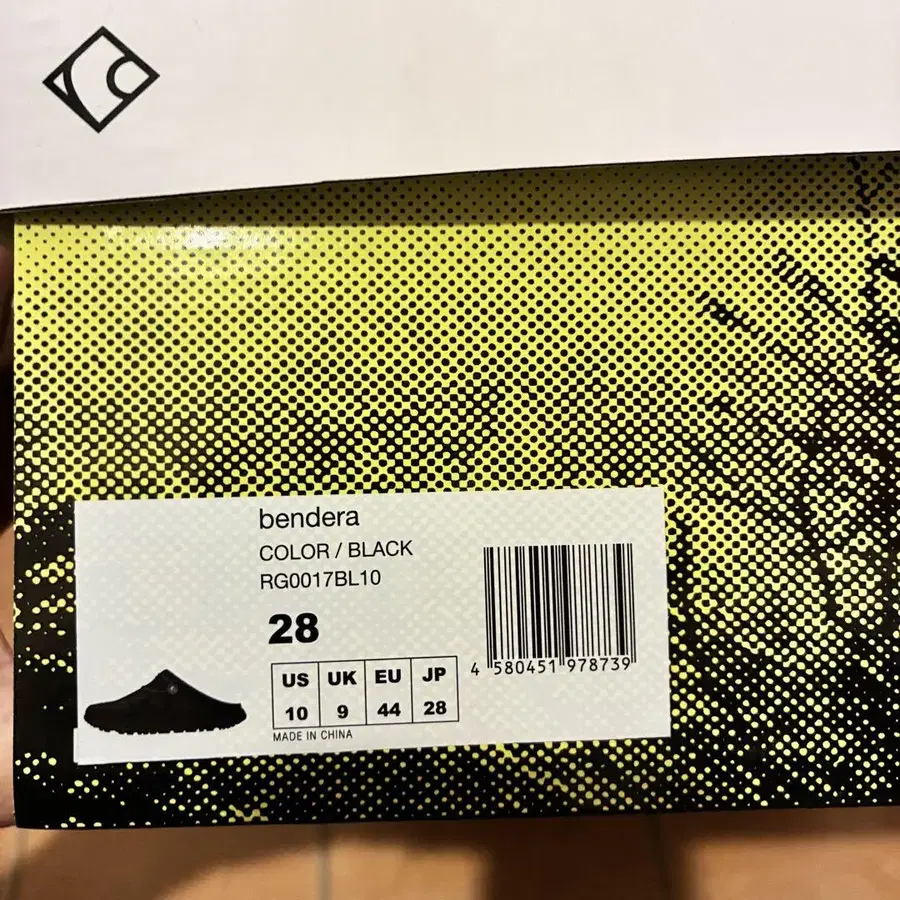 bendera
COLOR / BLACK
RG0017BL10
28
US UK EU JP
10 9 44 28
MADE IN CHINA
4 580451 978739